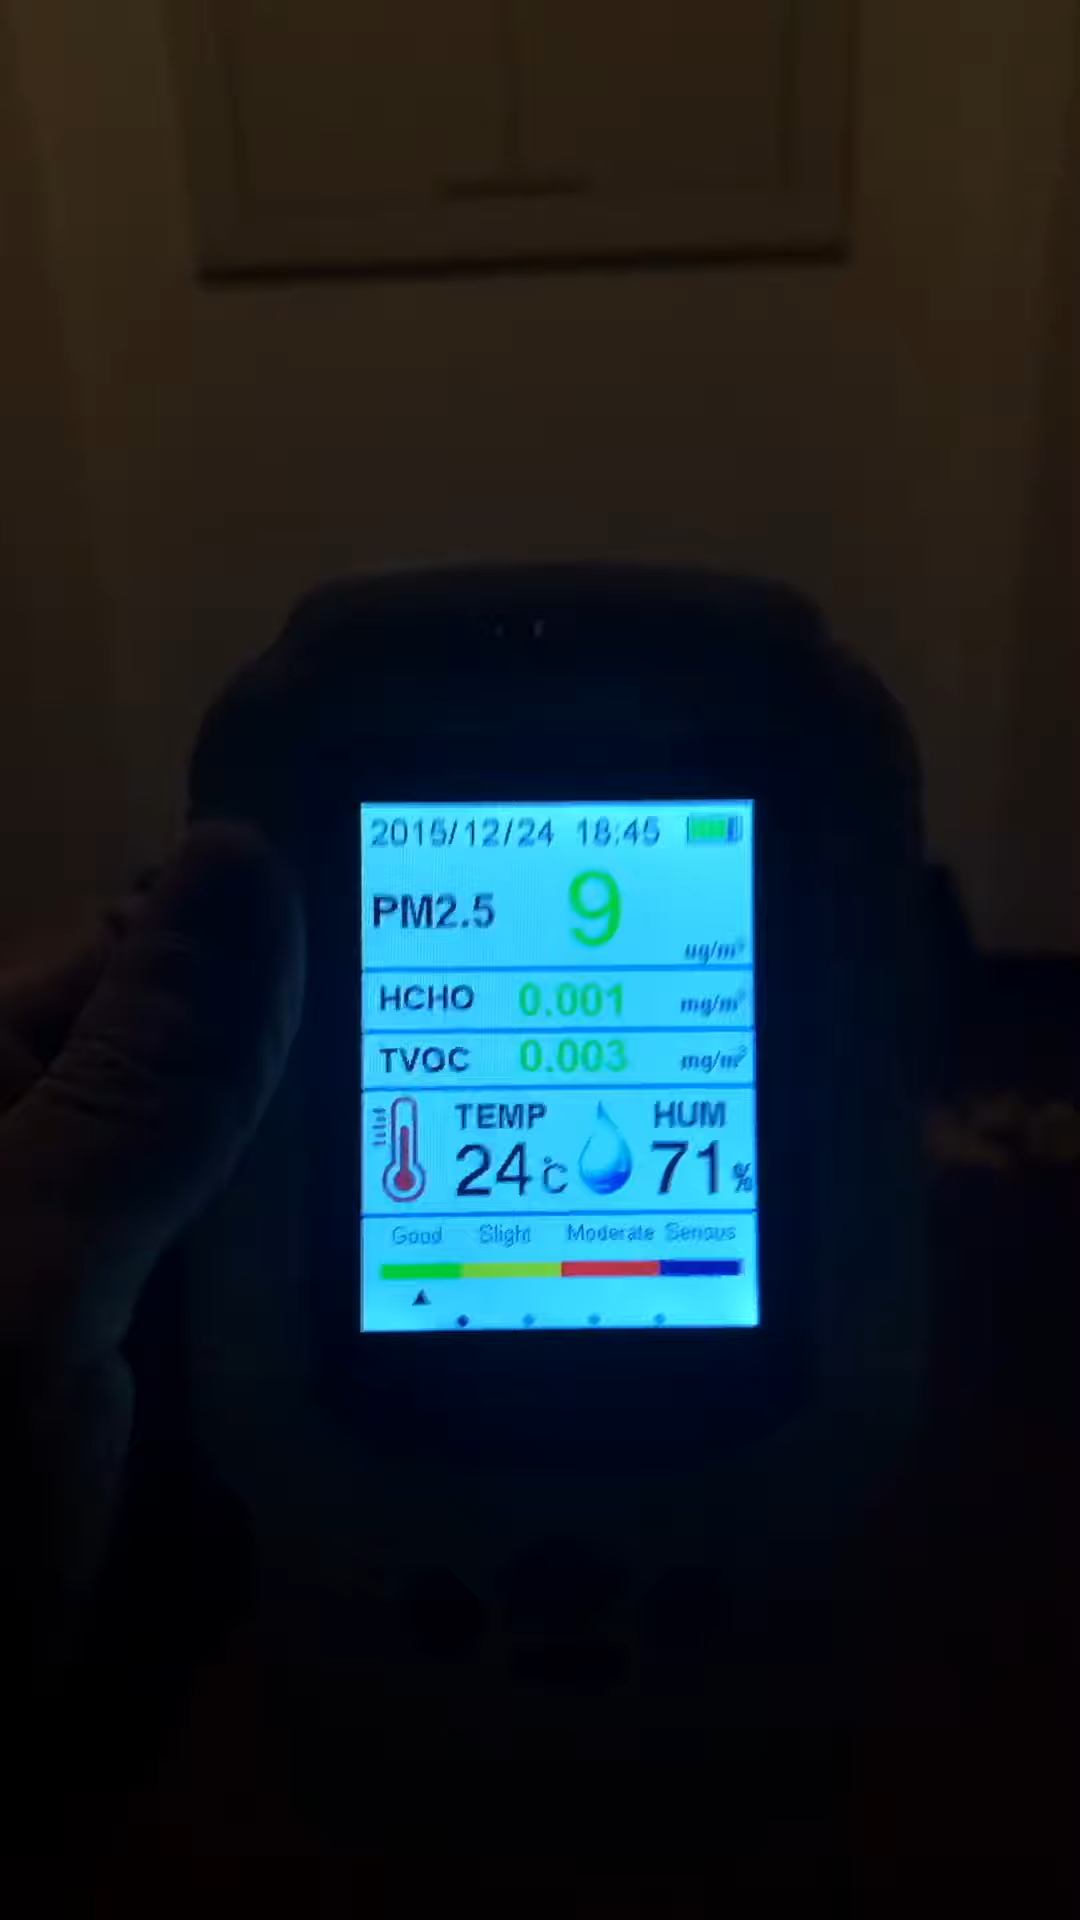 2015/12/24 18:45
PM2.5 9 ug/m³
HCHO 0.001 mg/m³
TVOC 0.003 mg/m³
TEMP HUM
24℃ 71%
Good Slight Moderate Serious